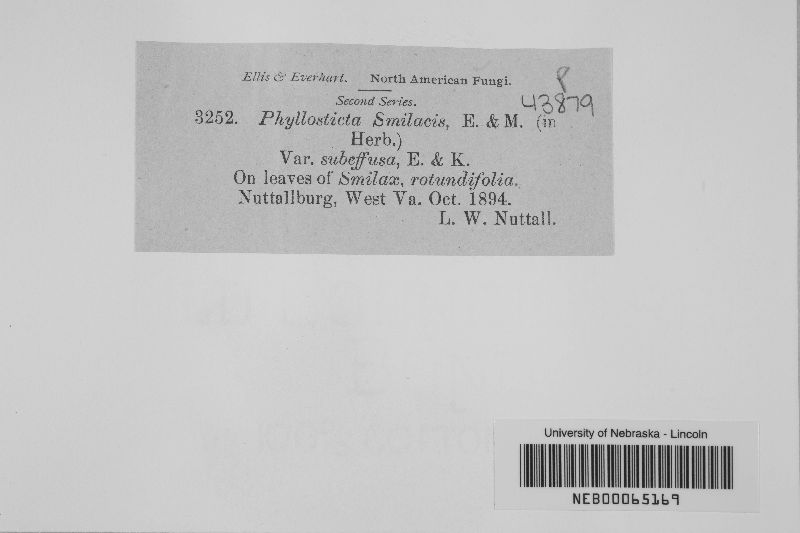 Ellis & Everhart. North American Fungi.
P
Second Series.
43879
3252. Phyllosticta Smilacis, E. & M. (in
Herb.)
Var. subeffusa, E. & K.
On leaves of Smilax, rotundifolia.
Nuttallburg, West Va. Oct. 1894.
L. W. Nuttall.
University of Nebraska - Lincoln
NEB00065169